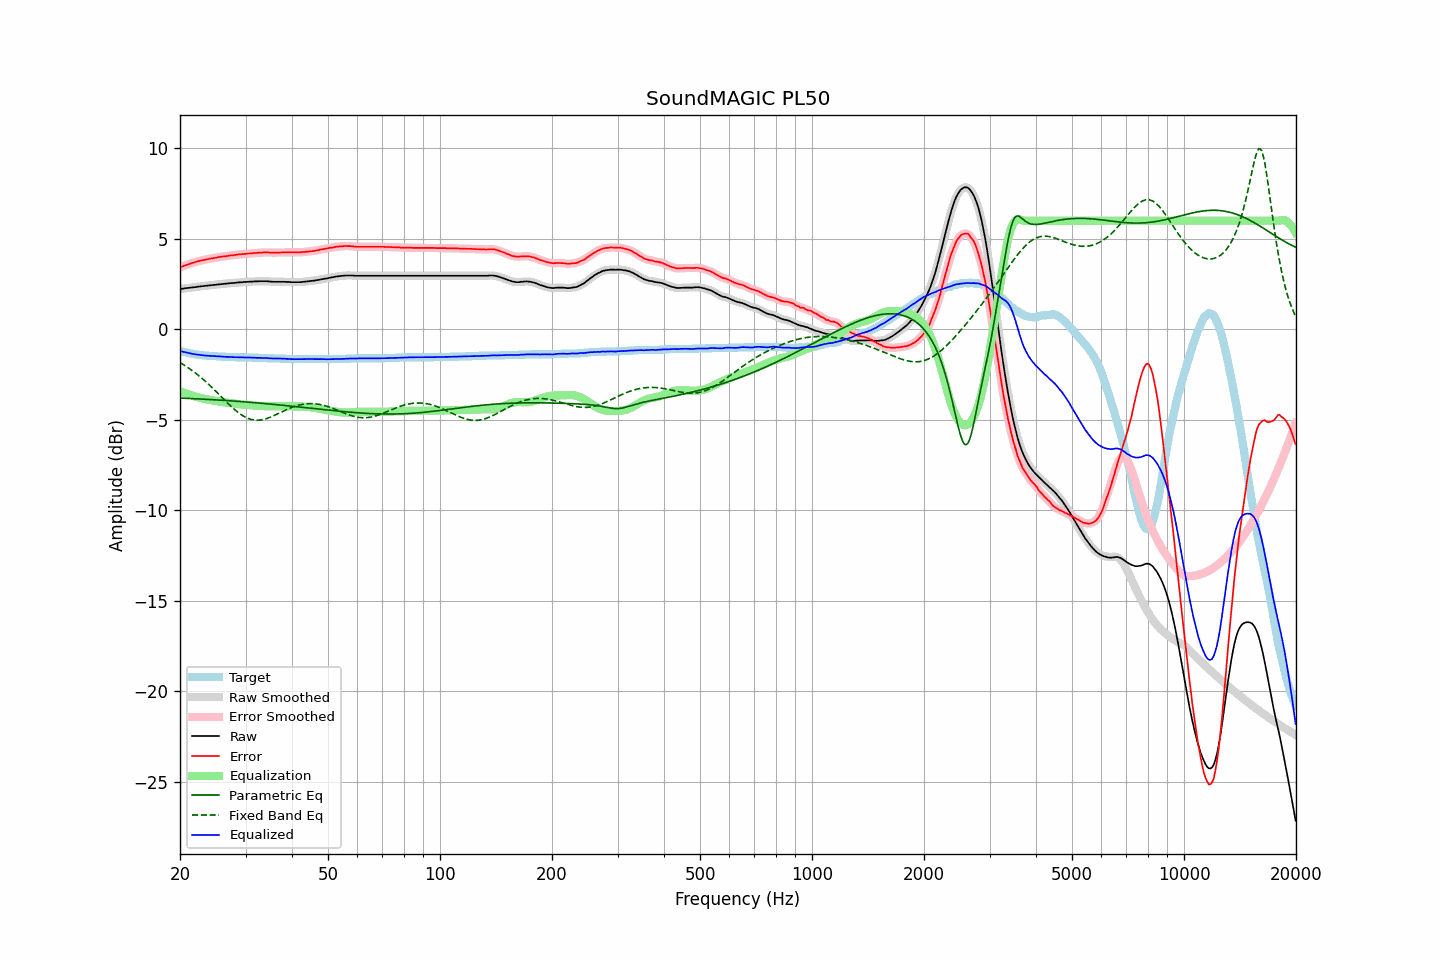 SoundMAGIC PL50
10
5
0
−5
−10
−15
−20
−25
Amplitude (dBr)
Target
Raw Smoothed
Error Smoothed
Raw
Error
Equalization
Parametric Eq
Fixed Band Eq
Equalized
20
50
100
200
500
1000
2000
5000
10000
20000
Frequency (Hz)